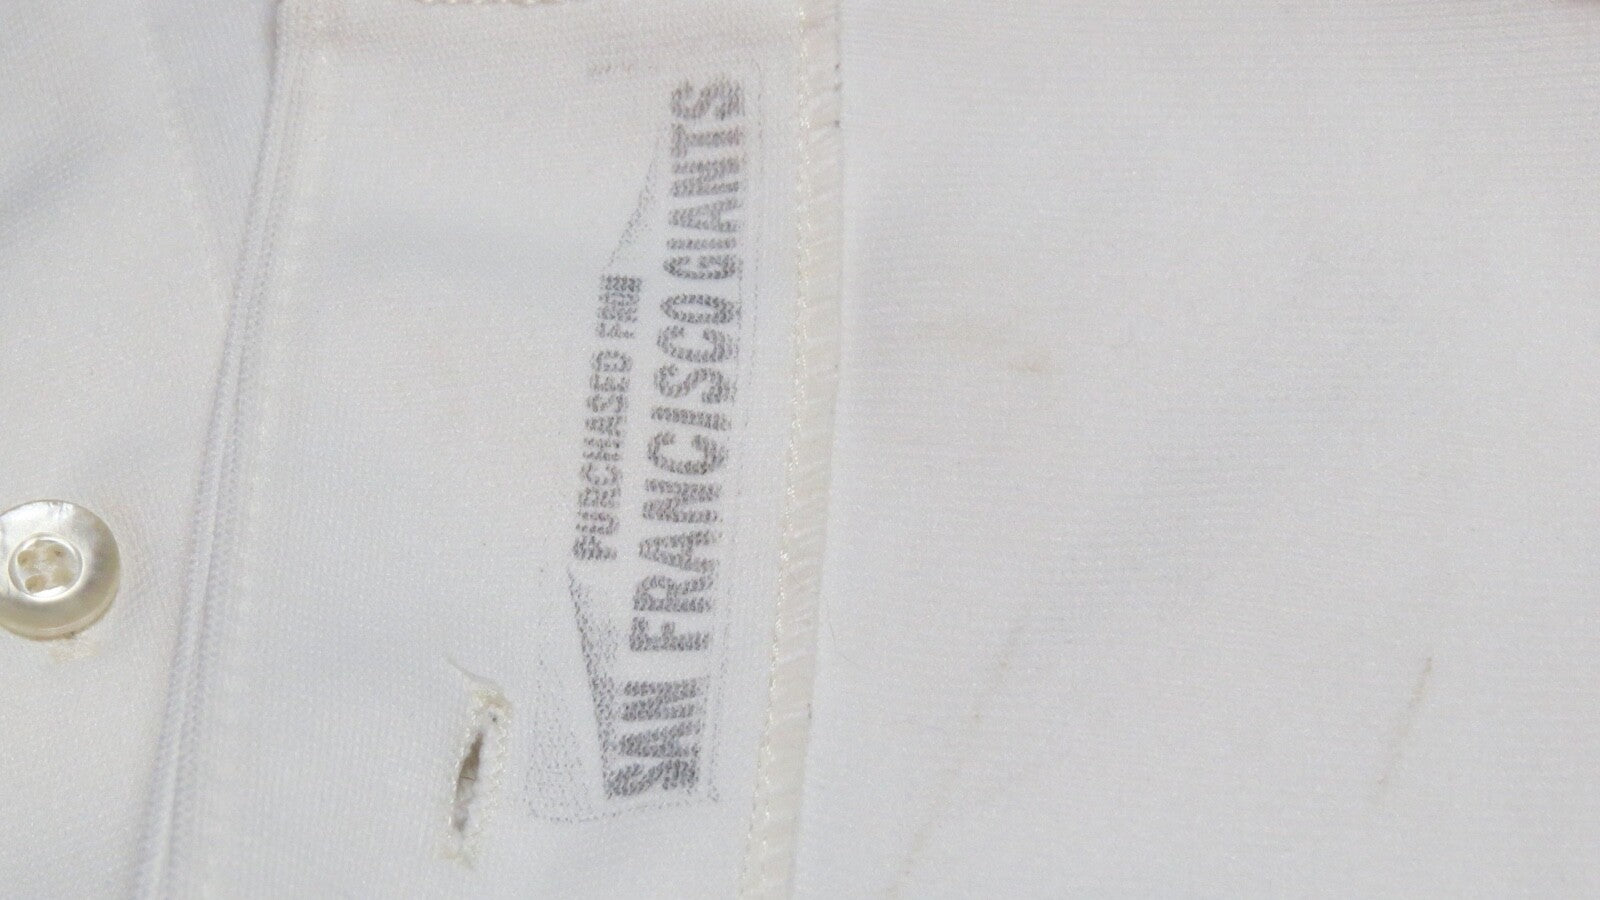 PURCHASED FROM
SAN FRANCISCO GIANTS